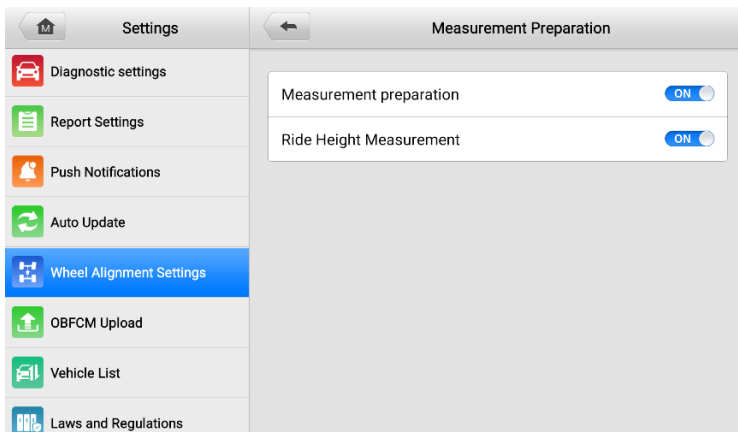 M
Settings
Measurement Preparation
Diagnostic settings
Report Settings
Push Notifications
Auto Update
Wheel Alignment Settings
OBFCM Upload
Vehicle List
Laws and Regulations
Measurement preparation
ON
Ride Height Measurement
ON